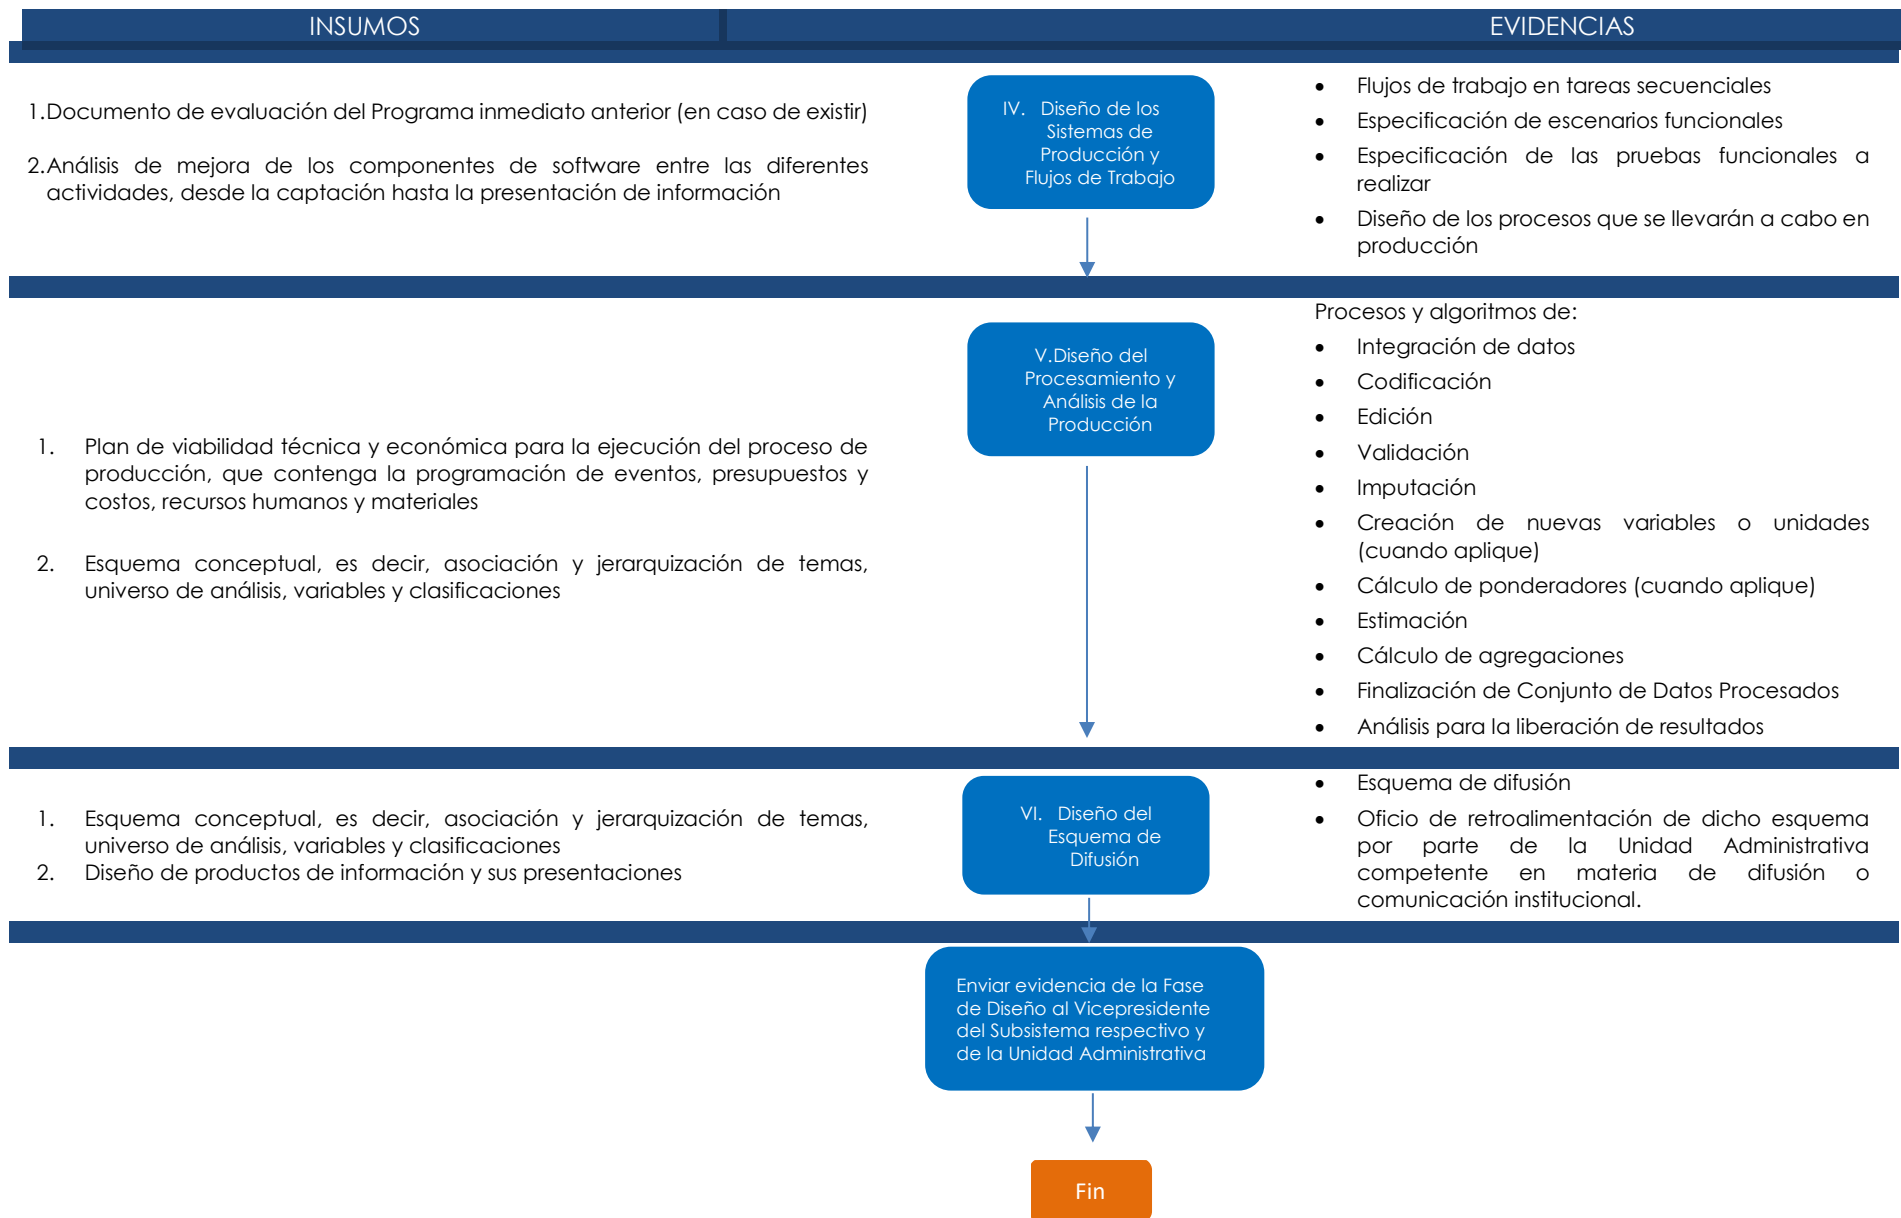 INSUMOS
EVIDENCIAS
1.Documento de evaluación del Programa inmediato anterior (en caso de existir)
2.Análisis de mejora de los componentes de software entre las diferentes
actividades, desde la captación hasta la presentación de información
IV. Diseño de los
Sistemas de
Producción y
Flujos de Trabajo
• Flujos de trabajo en tareas secuenciales
• Especificación de escenarios funcionales
• Especificación de las pruebas funcionales a
realizar
• Diseño de los procesos que se llevarán a cabo en
producción
1. Plan de viabilidad técnica y económica para la ejecución del proceso de
producción, que contenga la programación de eventos, presupuestos y
costos, recursos humanos y materiales
2. Esquema conceptual, es decir, asociación y jerarquización de temas,
universo de análisis, variables y clasificaciones
V.Diseño del
Procesamiento y
Análisis de la
Producción
Procesos y algoritmos de:
• Integración de datos
• Codificación
• Edición
• Validación
• Imputación
• Creación de nuevas variables o unidades
(cuando aplique)
• Cálculo de ponderadores (cuando aplique)
• Estimación
• Cálculo de agregaciones
• Finalización de Conjunto de Datos Procesados
• Análisis para la liberación de resultados
1. Esquema conceptual, es decir, asociación y jerarquización de temas,
universo de análisis, variables y clasificaciones
2. Diseño de productos de información y sus presentaciones
VI. Diseño del
Esquema de
Difusión
• Esquema de difusión
• Oficio de retroalimentación de dicho esquema
por parte de la Unidad Administrativa
competente en materia de difusión o
comunicación institucional.
Enviar evidencia de la Fase
de Diseño al Vicepresidente
del Subsistema respectivo y
de la Unidad Administrativa
Fin